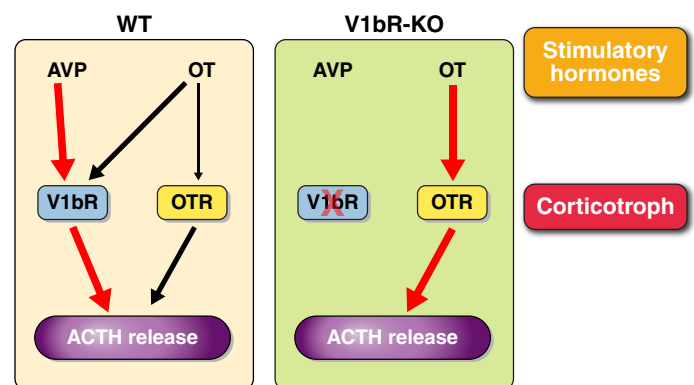 WT
V1bR-KO
AVP OT
AVP OT
Stimulatory
hormones
V1bR OTR
V1bR OTR
X
Corticotroph
ACTH release
ACTH release